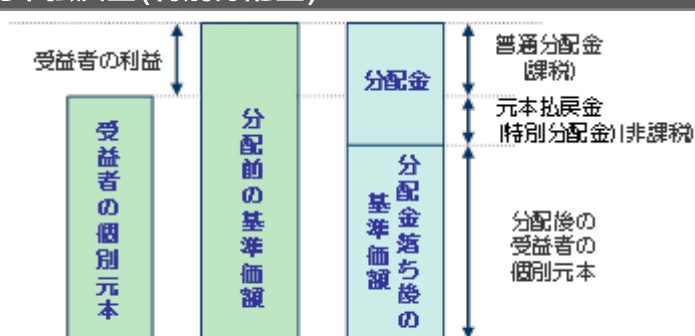 受益者の利益
受益者の個別元本
分配前の基準価額
分配金
分配金落ち後の
基準価額
普通分配金
(課税)
元本払戻金
(特別分配金)(非課税)
分配後の
受益者の
個別元本